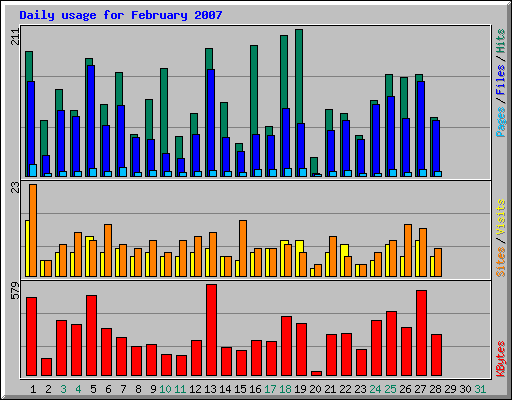 Daily usage for February 2007
211
Pages / Files / Hits
23
Sites / Visits
579
KBytes
1 2 3 4 5 6 7 8 9 10 11 12 13 14 15 16 17 18 19 20 21 22 23 24 25 26 27 28 29 30 31